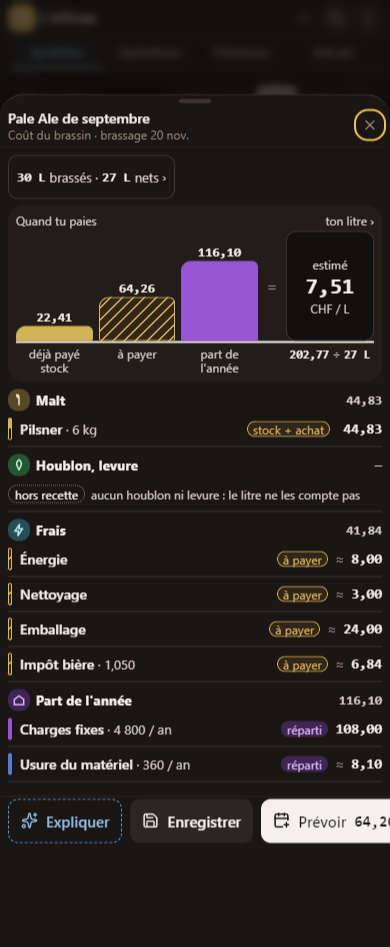 Pale Ale de septembre
Coût du brassin · brassage 20 nov.
30 L brassés · 27 L nets ›
Quand tu paies
ton litre ›
22,41
64,26
116,10
=
estimé
7,51
CHF / L
déjà payé stock
à payer
part de l'année
202,77 ÷ 27 L
Malt 44,83
Pilsner · 6 kg stock + achat 44,83
Houblon, levure –
hors recette aucun houblon ni levure : le litre ne les compte pas
Frais 41,84
Énergie à payer ≈ 8,00
Nettoyage à payer ≈ 3,00
Emballage à payer ≈ 24,00
Impôt bière · 1,050 à payer ≈ 6,84
Part de l'année 116,10
Charges fixes · 4 800 / an réparti 108,00
Usure du matériel · 360 / an réparti ≈ 8,10
Expliquer
Enregistrer
Prévoir